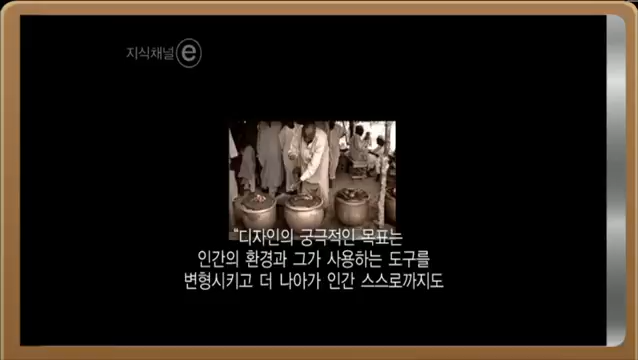 지식채널 e
"디자인의 궁극적인 목표는
인간의 환경과 그가 사용하는 도구를
변형시키고 더 나아가 인간 스스로까지도